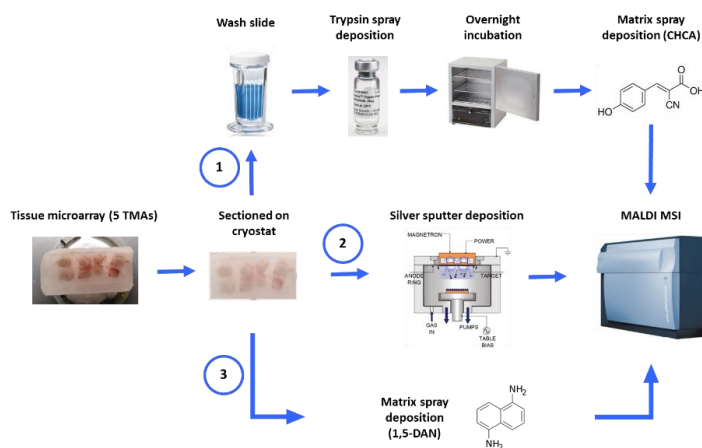 Wash slide
Trypsin spray
deposition
Overnight
incubation
Matrix spray
deposition (CHCA)
HO
O
OH
CN
1
Tissue microarray (5 TMAs)
Sectioned on
cryostat
2
Silver sputter deposition
MAGNETRON
POWER
ANODE
RING
TARGET
GAS
IN
PUMPS
TABLE
BIAS
MALDI MSI
3
Matrix spray
deposition
(1,5-DAN)
NH₂
NH₂